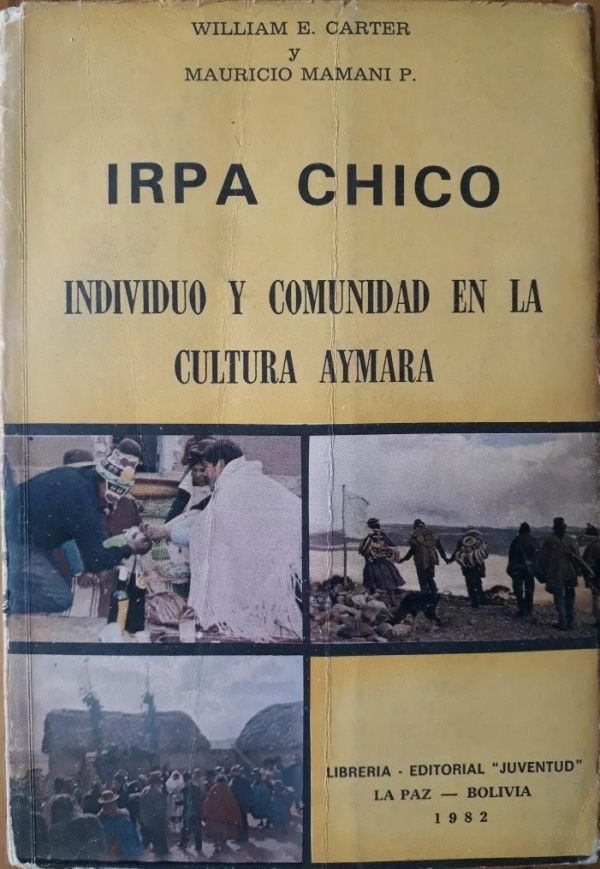 WILLIAM E. CARTER
y
MAURICIO MAMANI P.
IRPA CHICO
INDIVIDUO Y COMUNIDAD EN LA
CULTURA AYMARA
LIBRERIA - EDITORIAL "JUVENTUD"
LA PAZ — BOLIVIA
1982